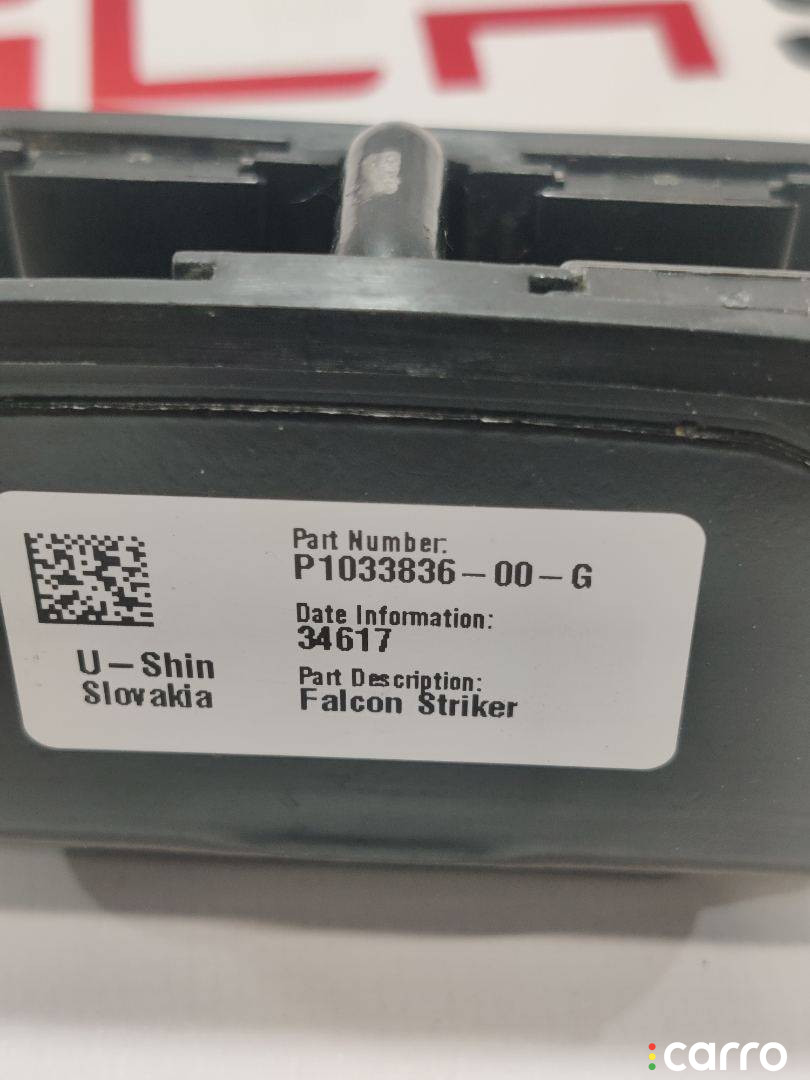 Part Number:
P1033836-00-G
Date Information:
34617
Part Description:
Falcon Striker
U-Shin
Slovakia
carro